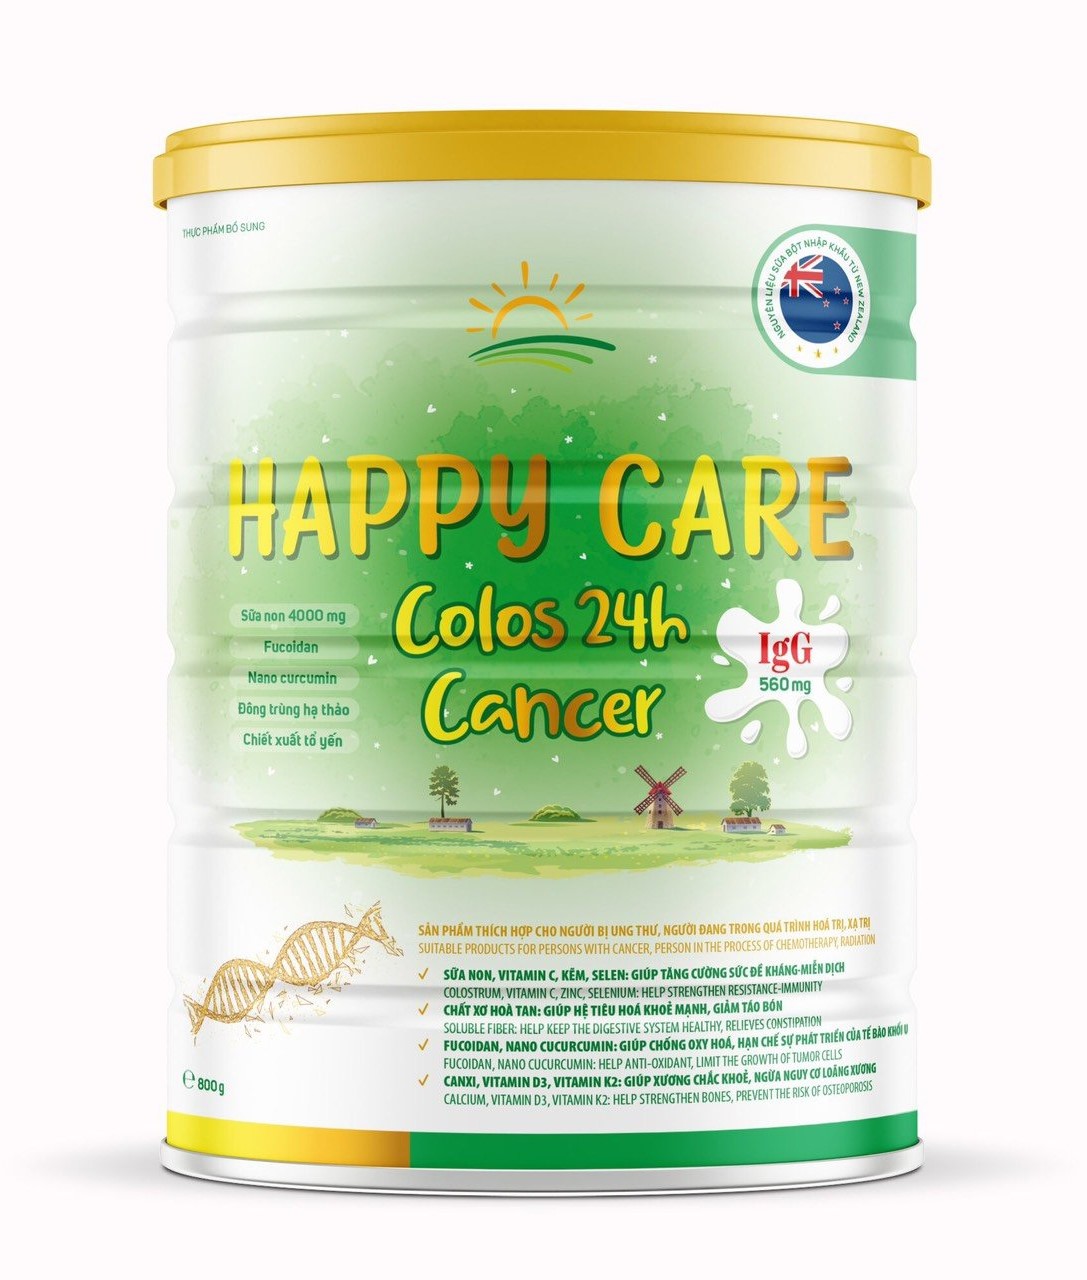 THỰC PHẨM BỔ SUNG
NGUYÊN LIỆU SỮA BỘT NHẬP KHẨU TỪ NEW ZEALAND
HAPPY CARE
Colos 24h
Cancer
Sữa non 4000 mg
Fucoidan
Nano curcumin
Đông trùng hạ thảo
Chiết xuất tổ yến
IgG
560 mg
SẢN PHẨM THÍCH HỢP CHO NGƯỜI BỊ UNG THƯ, NGƯỜI ĐANG TRONG QUÁ TRÌNH HOÁ TRỊ, XẠ TRỊ
SUITABLE PRODUCTS FOR PERSONS WITH CANCER, PERSON IN THE PROCESS OF CHEMOTHERAPY, RADIATION
✓ SỮA NON, VITAMIN C, KẼM, SELEN: GIÚP TĂNG CƯỜNG SỨC ĐỀ KHÁNG-MIỄN DỊCH
COLOSTRUM, VITAMIN C, ZINC, SELENIUM: HELP STRENGTHEN RESISTANCE-IMMUNITY
✓ CHẤT XƠ HOÀ TAN: GIÚP HỆ TIÊU HOÁ KHOẺ MẠNH, GIẢM TÁO BÓN
SOLUBLE FIBER: HELP KEEP THE DIGESTIVE SYSTEM HEALTHY, RELIEVES CONSTIPATION
✓ FUCOIDAN, NANO CUCURCUMIN: GIÚP CHỐNG OXY HOÁ, HẠN CHẾ SỰ PHÁT TRIỂN CỦA TẾ BÀO KHỐI U
FUCOIDAN, NANO CUCURCUMIN: HELP ANTI-OXIDANT, LIMIT THE GROWTH OF TUMOR CELLS
✓ CANXI, VITAMIN D3, VITAMIN K2: GIÚP XƯƠNG CHẮC KHOẺ, NGỪA NGUY CƠ LOÃNG XƯƠNG
CALCIUM, VITAMIN D3, VITAMIN K2: HELP STRENGTHEN BONES, PREVENT THE RISK OF OSTEOPOROSIS
℮ 800 g